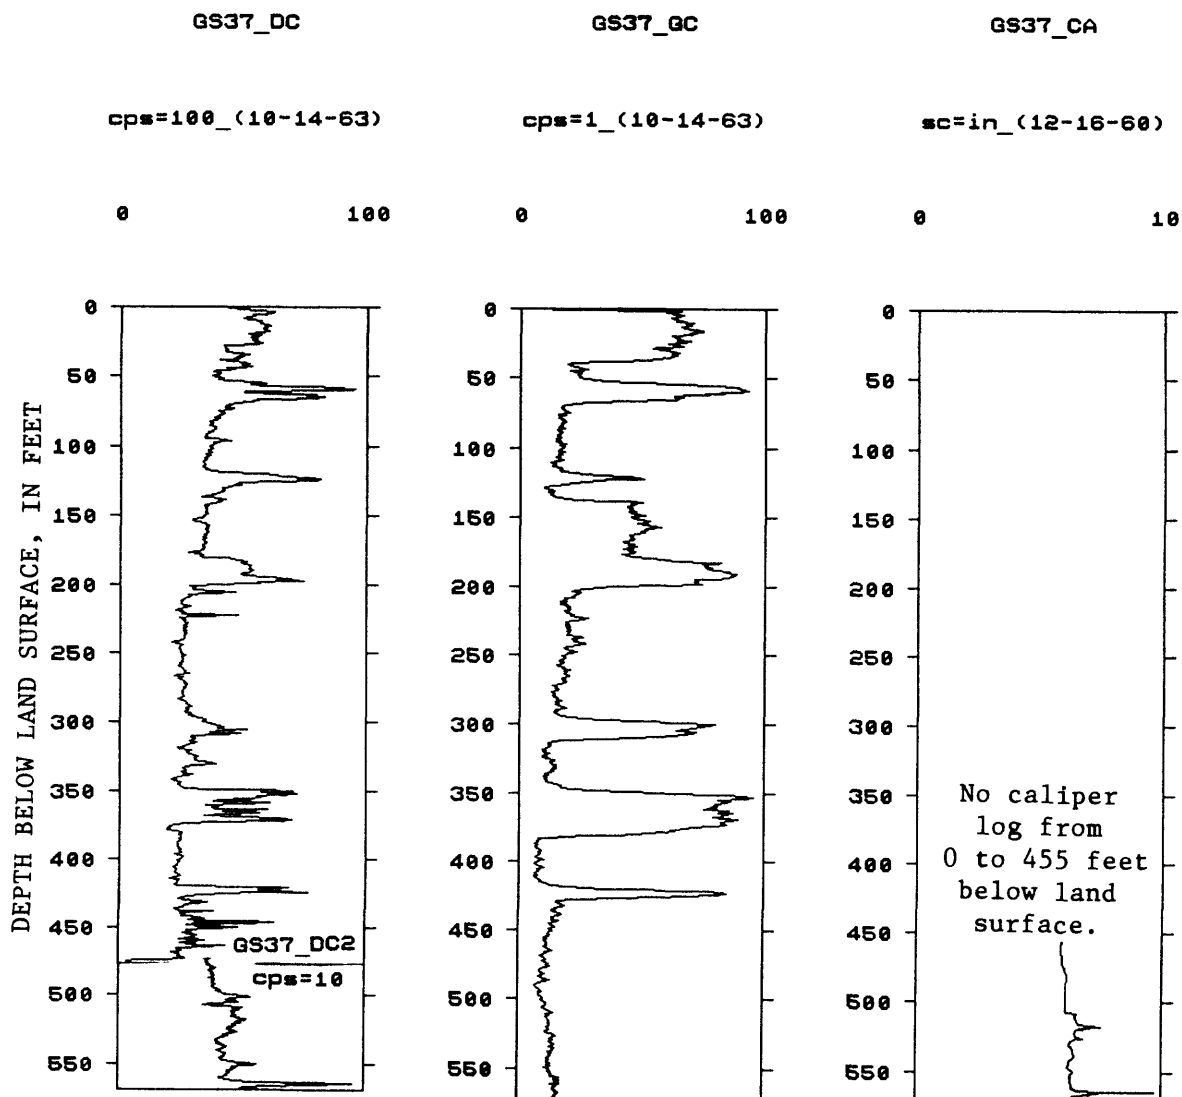 GS37_DC
GS37_GC
GS37_CA
cps=100_(10-14-63)
cps=1_(10-14-63)
sc=in_(12-16-60)
0 100
0 100
0 10
DEPTH BELOW LAND SURFACE, IN FEET
0
50
100
150
200
250
300
350
400
450
500
550
GS37_DC2
cps=10
0
50
100
150
200
250
300
350
400
450
500
550
0
50
100
150
200
250
300
350
400
450
500
550
No caliper
log from
0 to 455 feet
below land
surface.